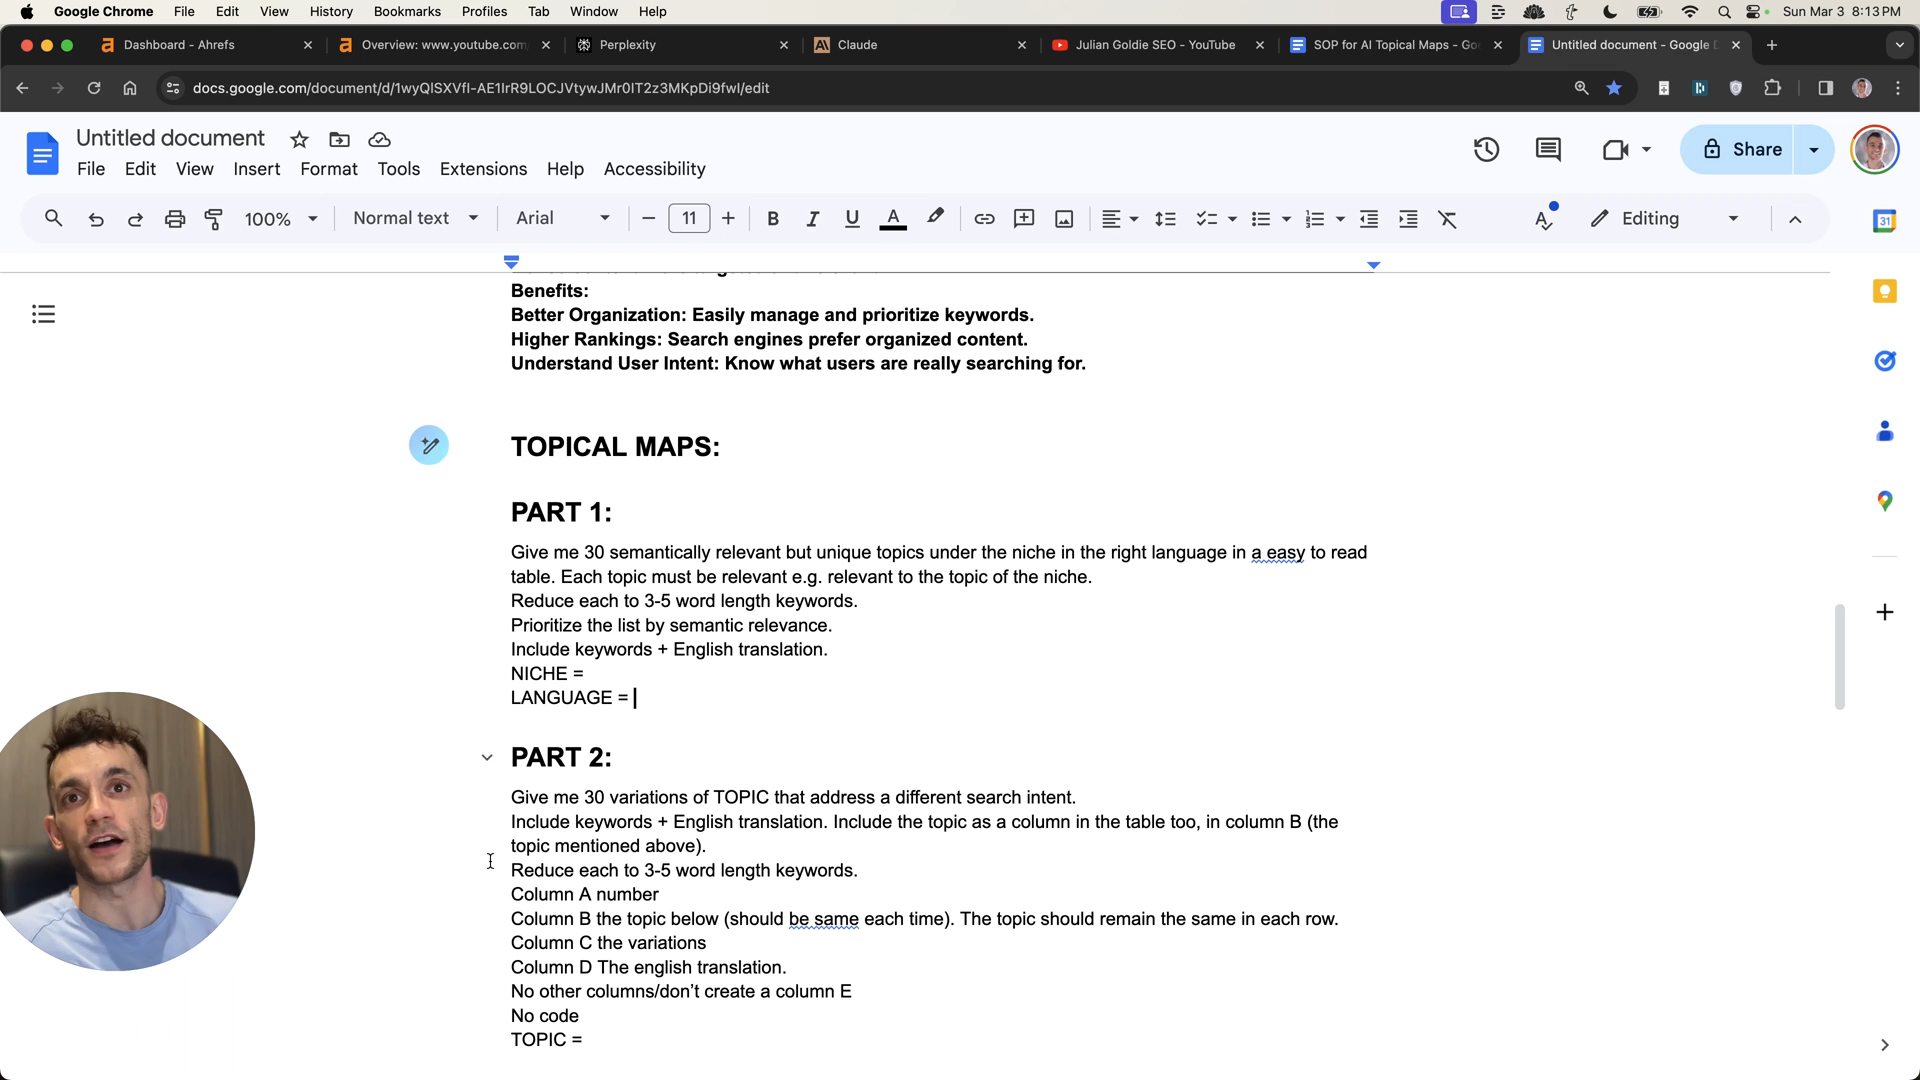 Google Chrome File Edit View History Bookmarks Profiles Tab Window Help Sun Mar 3 8:13 PM
Dashboard - Ahrefs Overview: www.youtube.com Perplexity Claude Julian Goldie SEO - YouTube SOP for AI Topical Maps - Go Untitled document - Google D
docs.google.com/document/d/1wyQlSXVfI-AE1IrR9LOCJVtywJMr0IT2z3MKpDi9fwI/edit
Untitled document
Share
File Edit View Insert Format Tools Extensions Help Accessibility
100% Normal text Arial 11 Editing
31
Benefits:
Better Organization: Easily manage and prioritize keywords.
Higher Rankings: Search engines prefer organized content.
Understand User Intent: Know what users are really searching for.
TOPICAL MAPS:
PART 1:
Give me 30 semantically relevant but unique topics under the niche in the right language in a easy to read
table. Each topic must be relevant e.g. relevant to the topic of the niche.
Reduce each to 3-5 word length keywords.
Prioritize the list by semantic relevance.
Include keywords + English translation.
NICHE =
LANGUAGE =
PART 2:
Give me 30 variations of TOPIC that address a different search intent.
Include keywords + English translation. Include the topic as a column in the table too, in column B (the
topic mentioned above).
Reduce each to 3-5 word length keywords.
Column A number
Column B the topic below (should be same each time). The topic should remain the same in each row.
Column C the variations
Column D The english translation.
No other columns/don't create a column E
No code
TOPIC =